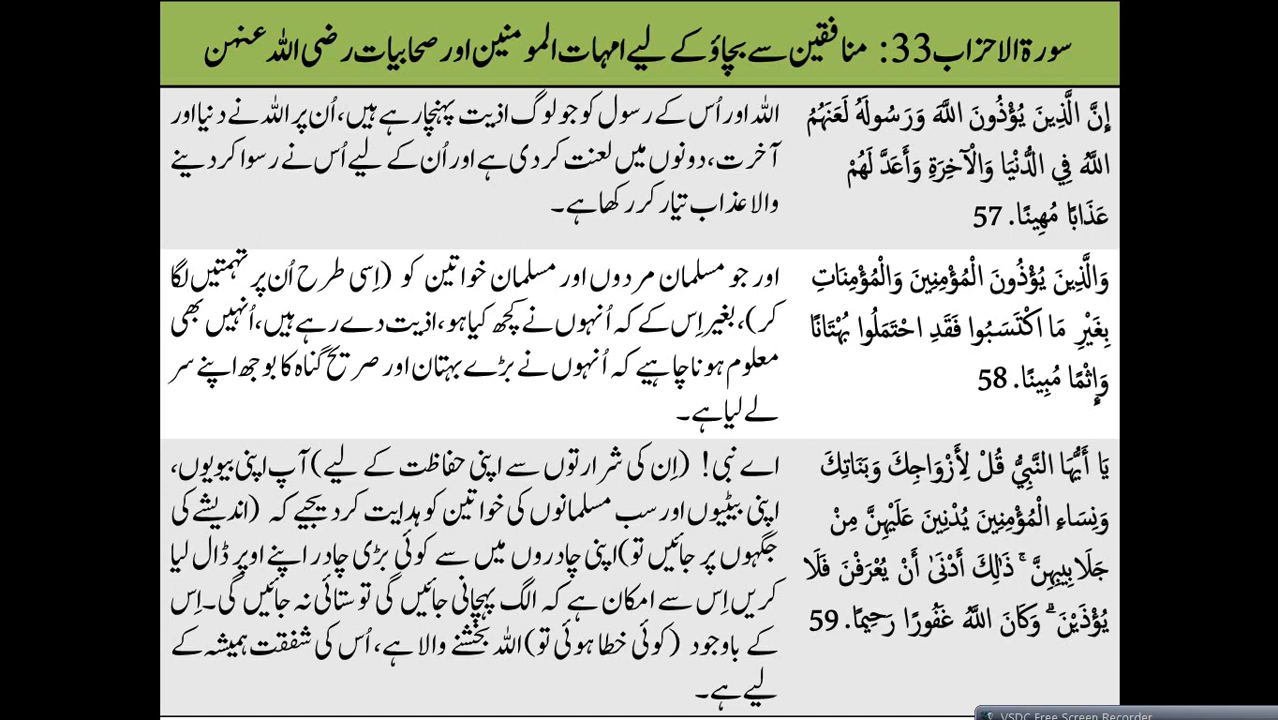 سورۃ الاحزاب 33: منافقین سے بچاؤ کے لیے امہات المومنین اور صحابیات رضی اللہ عنہن
إِنَّ الَّذِينَ يُؤْذُونَ اللَّهَ وَرَسُولَهُ لَعَنَهُمُ
اللَّهُ فِي الدُّنْيَا وَالْآخِرَةِ وَأَعَدَّ لَهُمْ
عَذَابًا مُهِينًا. 57
اللہ اور اُس کے رسول کو جو لوگ اذیت پہنچا رہے ہیں، اُن پر اللہ نے دنیا اور
آخرت، دونوں میں لعنت کر دی ہے اور اُن کے لیے اُس نے رسوا کر دینے
والا عذاب تیار کر رکھا ہے۔
وَالَّذِينَ يُؤْذُونَ الْمُؤْمِنِينَ وَالْمُؤْمِنَاتِ
بِغَيْرِ مَا اكْتَسَبُوا فَقَدِ احْتَمَلُوا بُهْتَانًا
وَإِثْمًا مُبِينًا. 58
اور جو مسلمان مردوں اور مسلمان خواتین کو (اِسی طرح اُن پر تہمتیں لگا
کر)، بغیر اِس کے کہ اُنہوں نے کچھ کیا ہو، اذیت دے رہے ہیں، اُنہیں بھی
معلوم ہونا چاہیے کہ اُنہوں نے بڑے بہتان اور صریح گناہ کا بوجھ اپنے سر
لے لیا ہے۔
يَا أَيُّهَا النَّبِيُّ قُلْ لِأَزْوَاجِكَ وَبَنَاتِكَ
وَنِسَاءِ الْمُؤْمِنِينَ يُدْنِينَ عَلَيْهِنَّ مِنْ
جَلَابِيبِهِنَّ ۚ ذَٰلِكَ أَدْنَىٰ أَنْ يُعْرَفْنَ فَلَا
يُؤْذَيْنَ ۗ وَكَانَ اللَّهُ غَفُورًا رَحِيمًا. 59
اے نبی! (اِن کی شرارتوں سے اپنی حفاظت کے لیے) آپ اپنی بیویوں،
اپنی بیٹیوں اور سب مسلمانوں کی خواتین کو ہدایت کر دیجیے کہ (اندیشے کی
جگہوں پر جائیں تو) اپنی چادروں میں سے کوئی بڑی چادر اپنے اوپر ڈال لیا
کریں اِس سے امکان ہے کہ الگ پہچانی جائیں گی تو ستائی نہ جائیں گی۔ اِس
کے باوجود (کوئی خطا ہوئی تو) اللہ بخشنے والا ہے، اُس کی شفقت ہمیشہ کے
لیے ہے۔
VSDC Free Screen Recorder